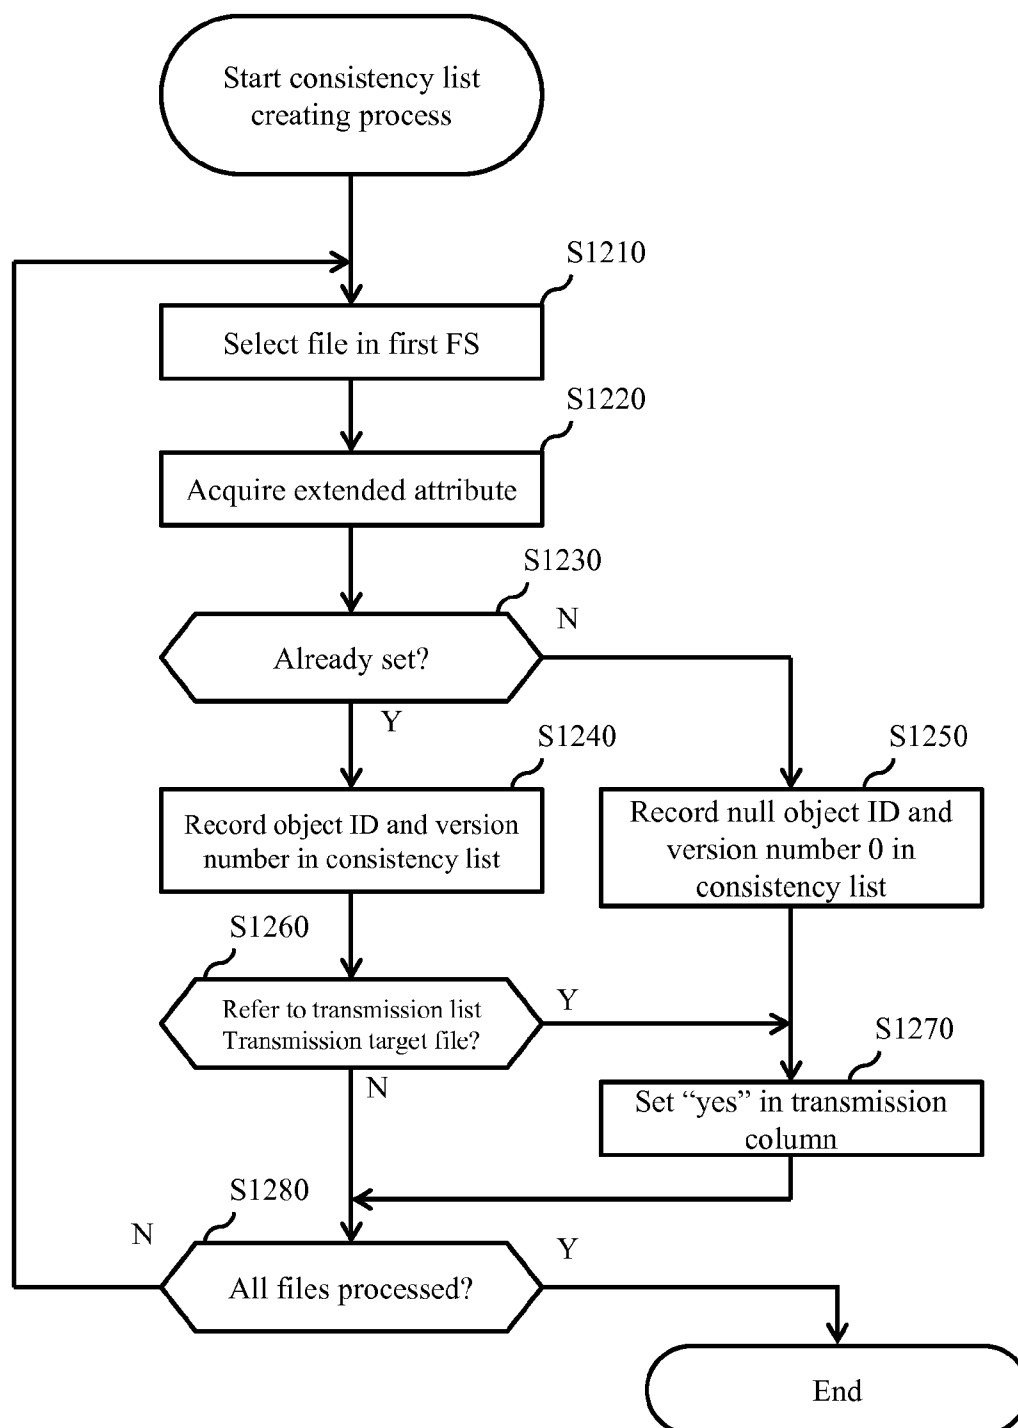 Start consistency list
creating process
S1210
Select file in first FS
S1220
Acquire extended attribute
S1230
N
Already set?
Y
S1240
S1250
Record object ID and version
number in consistency list
Record null object ID and
version number 0 in
consistency list
S1260
Y
Refer to transmission list
Transmission target file?
N
S1270
Set “yes” in transmission
column
S1280
N
Y
All files processed?
End